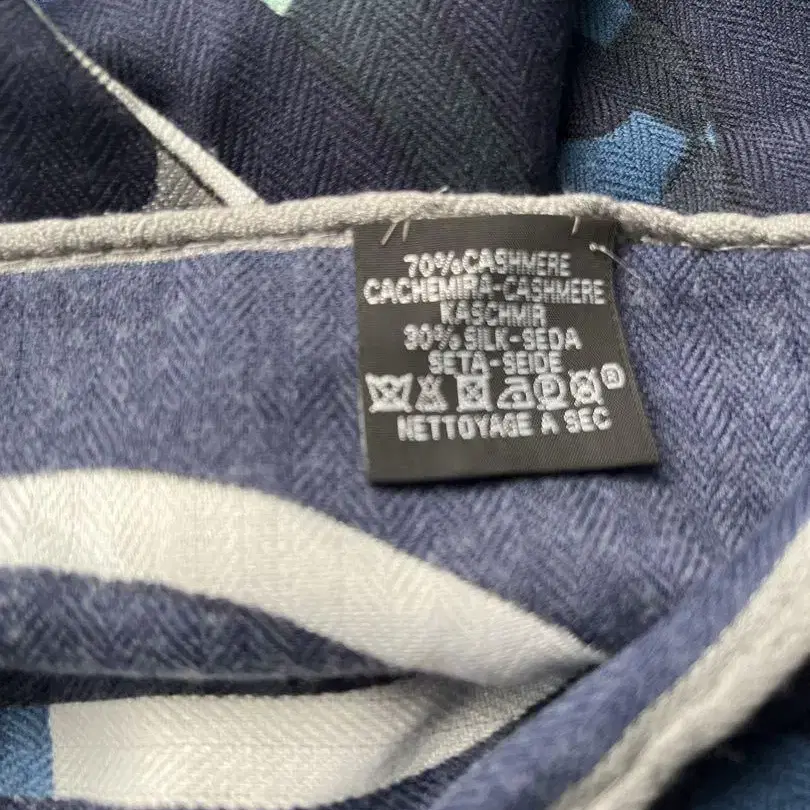 70% CASHMERE
CACHEMIRA-CASHMERE
KASCHMIR
30% SILK-SEDA
SETA-SEIDE
P ®
NETTOYAGE A SEC